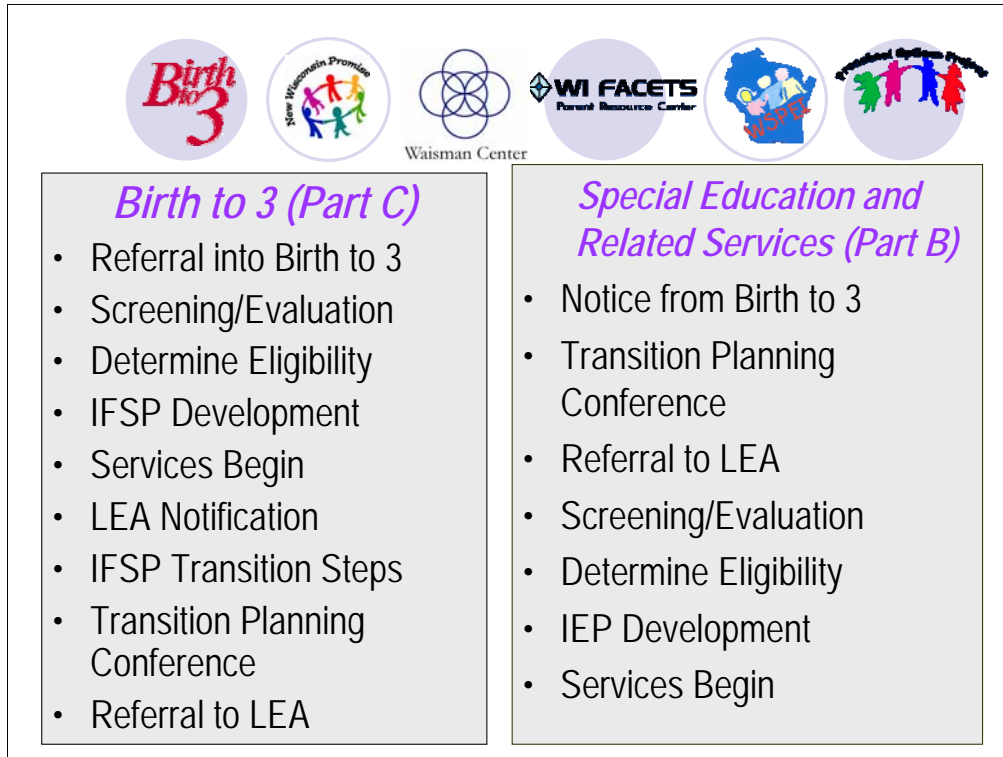 Birth
to
3
New Wisconsin Promise
Waisman Center
WI FACETS
Parent Resource Center
WSPEI
Preschool Options Project
Birth to 3 (Part C)
• Referral into Birth to 3
• Screening/Evaluation
• Determine Eligibility
• IFSP Development
• Services Begin
• LEA Notification
• IFSP Transition Steps
• Transition Planning
Conference
• Referral to LEA
Special Education and
Related Services (Part B)
• Notice from Birth to 3
• Transition Planning
Conference
• Referral to LEA
• Screening/Evaluation
• Determine Eligibility
• IEP Development
• Services Begin